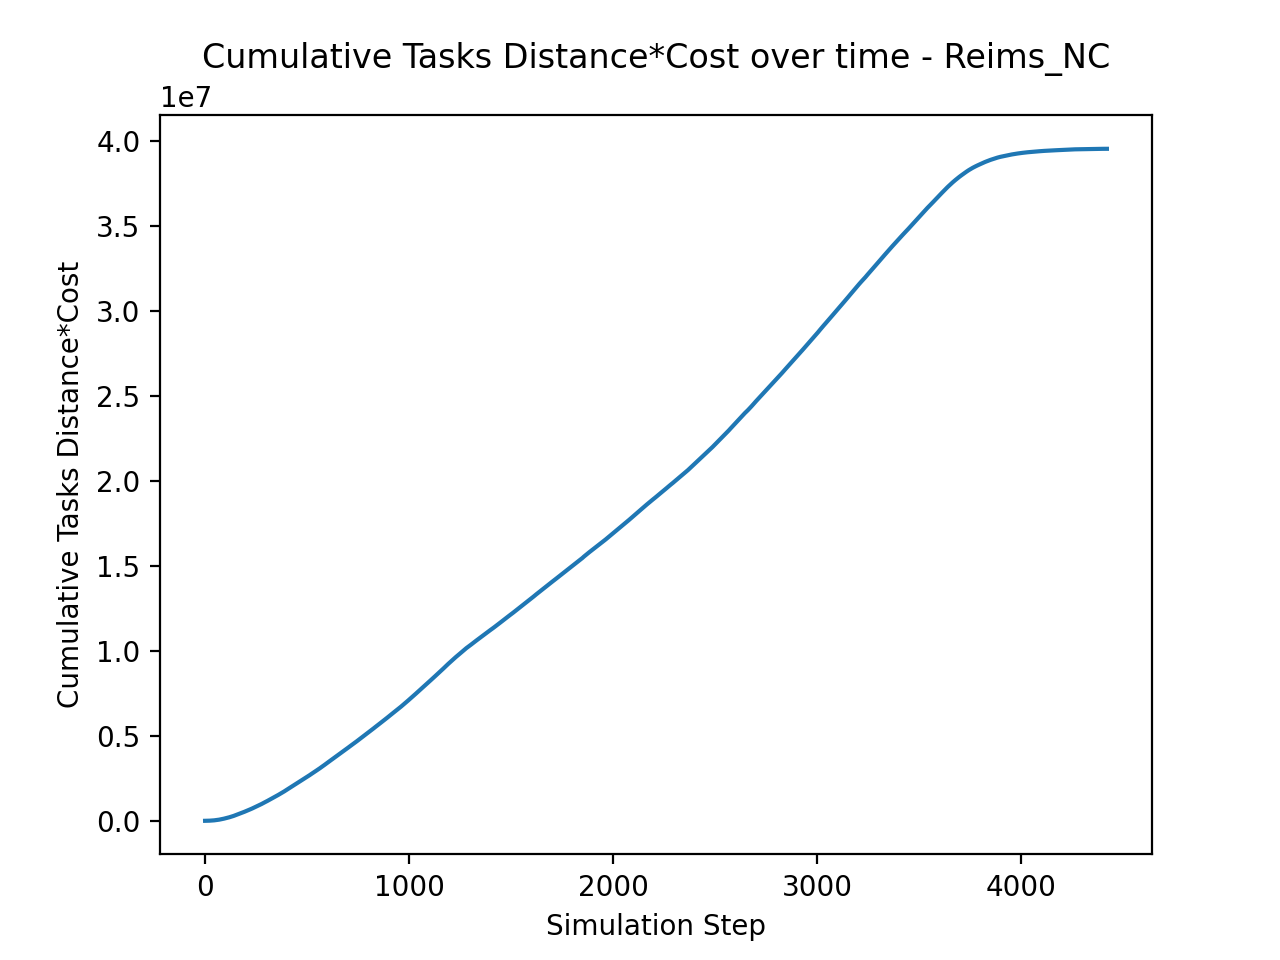 Cumulative Tasks Distance*Cost over time - Reims_NC
1e7
4.0
3.5
3.0
2.5
2.0
1.5
1.0
0.5
0.0
Cumulative Tasks Distance*Cost
0 1000 2000 3000 4000
Simulation Step